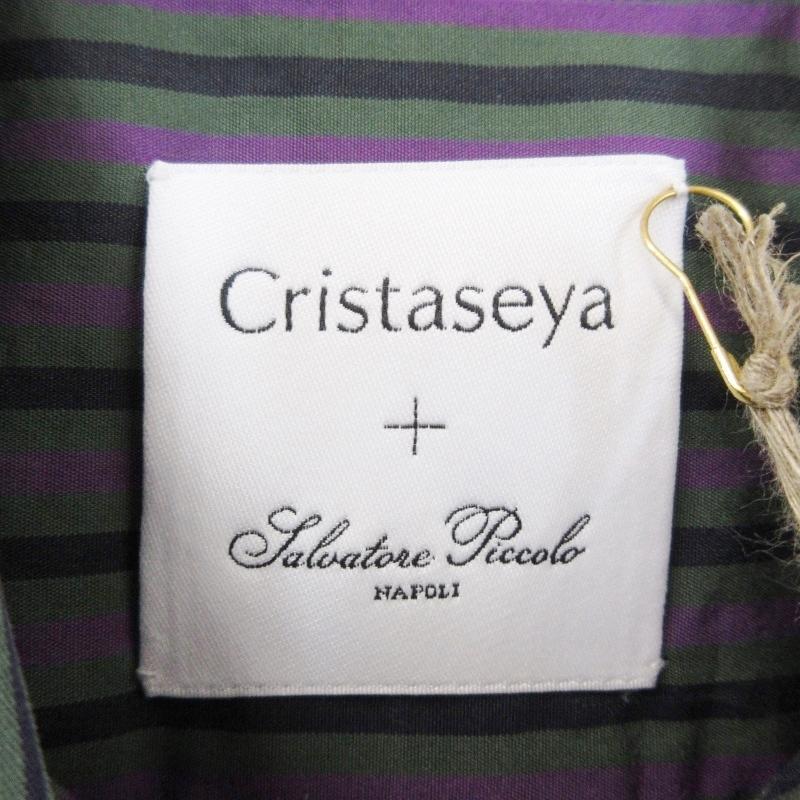 Cristaseya
+
Salvatore Piccolo
NAPOLI